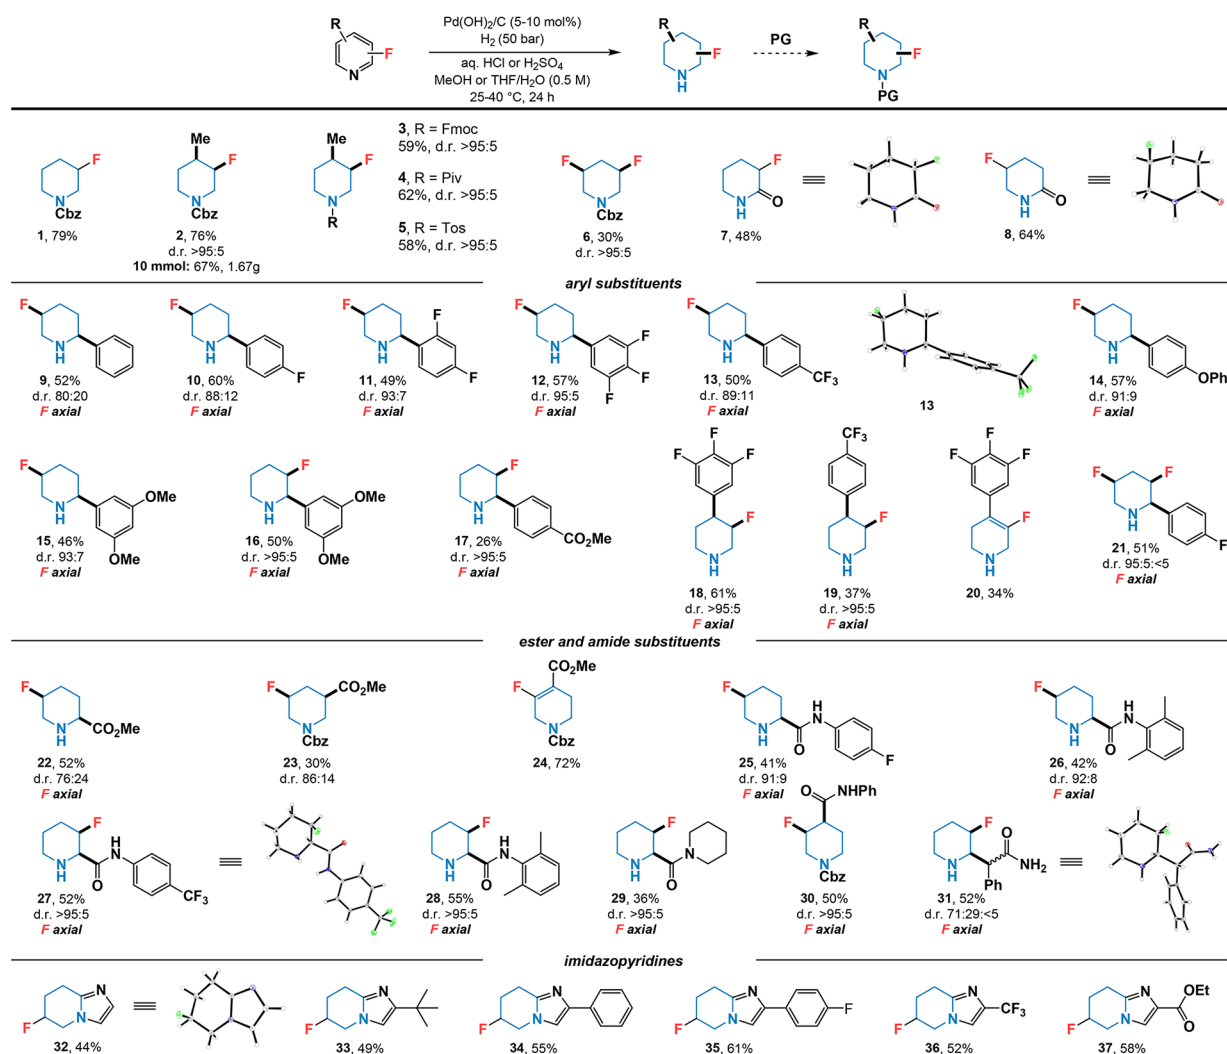 R
F
N
Pd(OH)2/C (5-10 mol%)
H2 (50 bar)
aq. HCl or H2SO4
MeOH or THF/H2O (0.5 M)
25-40 °C, 24 h
R
F
N
H
PG
R
F
N
PG
F
N
Cbz
1, 79%
Me
F
N
Cbz
2, 76%
d.r. >95:5
10 mmol: 67%, 1.67g
Me
F
N
R
3, R = Fmoc
59%, d.r. >95:5
4, R = Piv
62%, d.r. >95:5
5, R = Tos
58%, d.r. >95:5
F
F
N
Cbz
6, 30%
d.r. >95:5
F
N
H
O
7, 48%
F
N
H
O
8, 64%
aryl substituents
F
N
H
9, 52%
d.r. 80:20
F axial
F
N
H
F
10, 60%
d.r. 88:12
F axial
F
F
N
H
F
11, 49%
d.r. 93:7
F axial
F
F
N
H
F
F
12, 57%
d.r. 95:5
F axial
F
N
H
CF3
13, 50%
d.r. 89:11
F axial
13
F
N
H
OPh
14, 57%
d.r. 91:9
F axial
F
OMe
N
H
OMe
15, 46%
d.r. 93:7
F axial
F
OMe
N
H
OMe
16, 50%
d.r. >95:5
F axial
F
N
H
CO2Me
17, 26%
d.r. >95:5
F axial
F
F
F
F
N
H
18, 61%
d.r. >95:5
F axial
CF3
F
N
H
19, 37%
d.r. >95:5
F axial
F
F
F
F
N
H
20, 34%
F
F
N
H
F
21, 51%
d.r. 95:5:<5
F axial
ester and amide substituents
F
N
H
CO2Me
22, 52%
d.r. 76:24
F axial
F
CO2Me
N
Cbz
23, 30%
d.r. 86:14
CO2Me
F
N
Cbz
24, 72%
F
H
N
N
H
O
F
25, 41%
d.r. 91:9
F axial
F
H
N
N
H
O
26, 42%
d.r. 92:8
F axial
F
H
N
N
H
O
CF3
27, 52%
d.r. >95:5
F axial
F
H
N
N
H
O
28, 55%
d.r. >95:5
F axial
F
N
N
H
O
29, 36%
d.r. >95:5
F axial
O
NHPh
F
N
Cbz
30, 50%
d.r. >95:5
F axial
F
O
N
H
NH2
Ph
31, 52%
d.r. 71:29:<5
F axial
imidazopyridines
N
N
F
32, 44%
N
N
F
33, 49%
N
N
F
34, 55%
N
N
F
F
35, 61%
N
CF3
N
F
36, 52%
N
OEt
N
O
F
37, 58%